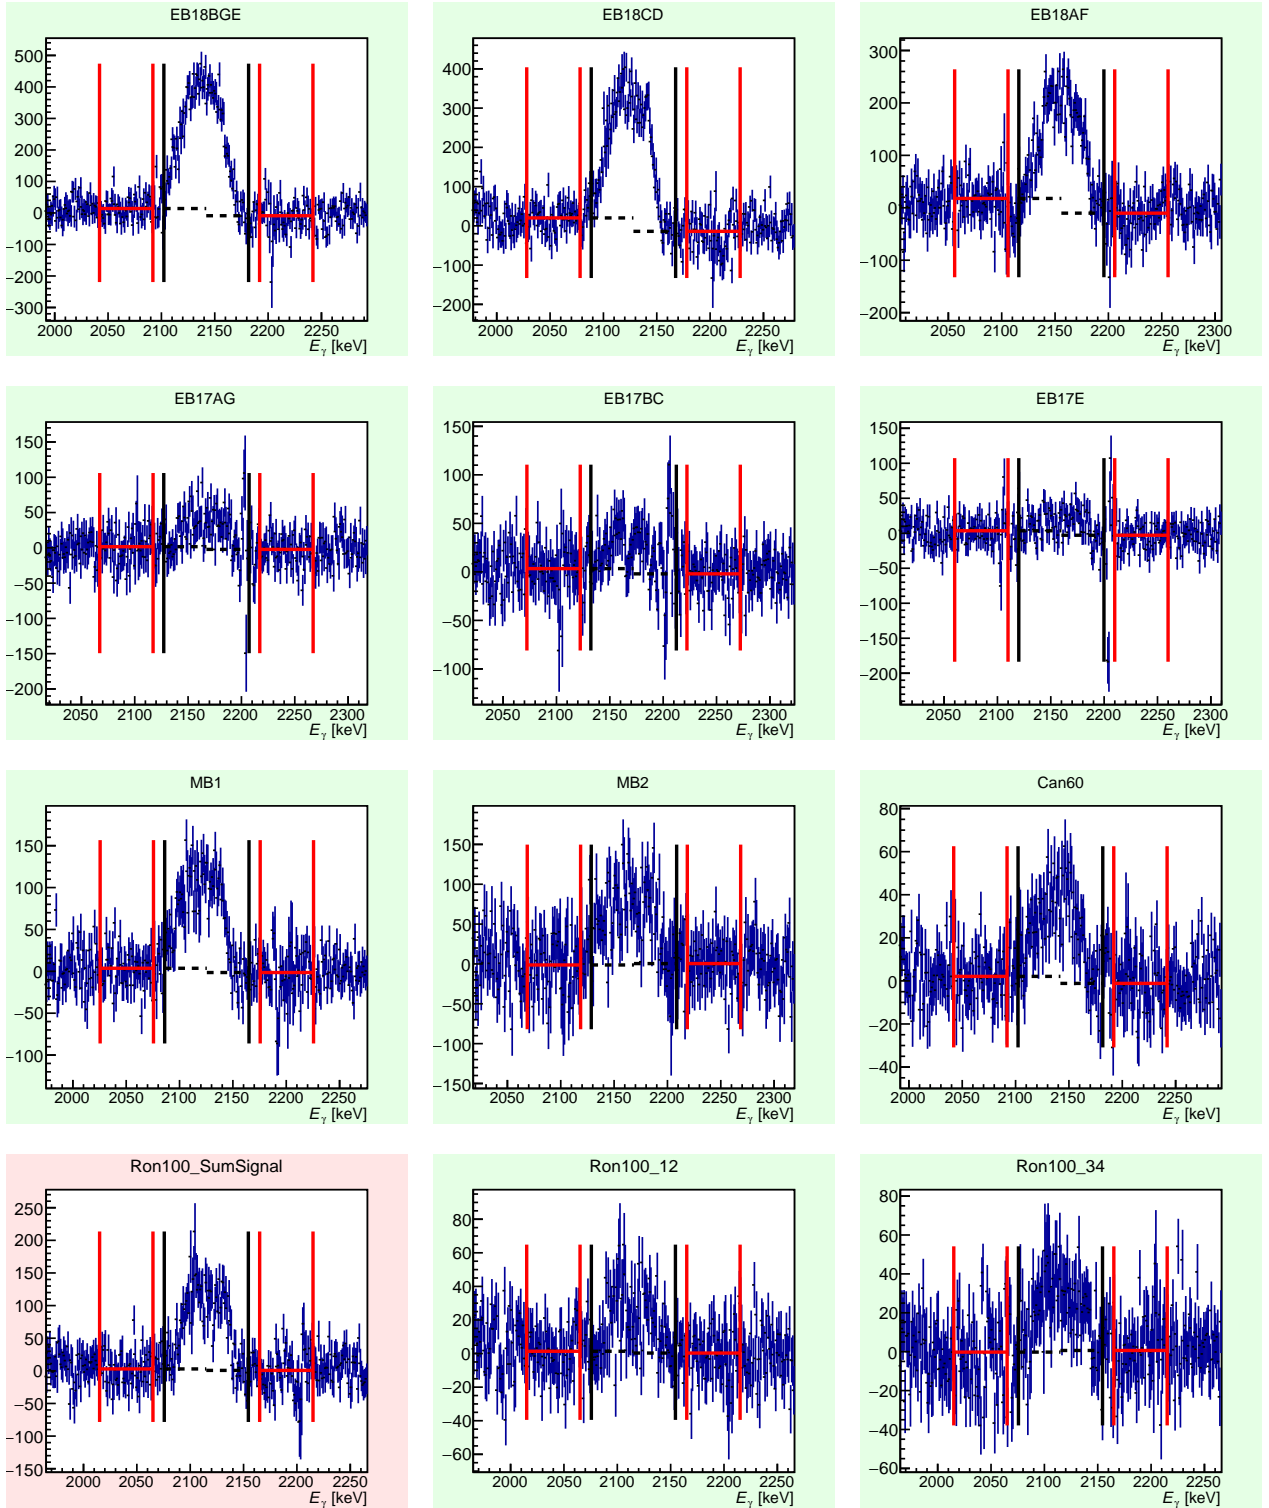 EB18BGE
500
400
300
200
100
0
−100
−200
−300
2000 2050 2100 2150 2200 2250
Eγ [keV]
EB18CD
400
300
200
100
0
−100
−200
2000 2050 2100 2150 2200 2250
Eγ [keV]
EB18AF
300
200
100
0
−100
−200
2050 2100 2150 2200 2250 2300
Eγ [keV]
EB17AG
150
100
50
0
−50
−100
−150
−200
2050 2100 2150 2200 2250 2300
Eγ [keV]
EB17BC
150
100
50
0
−50
−100
2050 2100 2150 2200 2250 2300
Eγ [keV]
EB17E
150
100
50
0
−50
−100
−150
−200
2050 2100 2150 2200 2250 2300
Eγ [keV]
MB1
150
100
50
0
−50
−100
2000 2050 2100 2150 2200 2250
Eγ [keV]
MB2
150
100
50
0
−50
−100
−150
2050 2100 2150 2200 2250 2300
Eγ [keV]
Can60
80
60
40
20
0
−20
−40
2000 2050 2100 2150 2200 2250
Eγ [keV]
Ron100_SumSignal
250
200
150
100
50
0
−50
−100
−150
2000 2050 2100 2150 2200 2250
Eγ [keV]
Ron100_12
80
60
40
20
0
−20
−40
−60
2000 2050 2100 2150 2200 2250
Eγ [keV]
Ron100_34
80
60
40
20
0
−20
−40
−60
2000 2050 2100 2150 2200 2250
Eγ [keV]